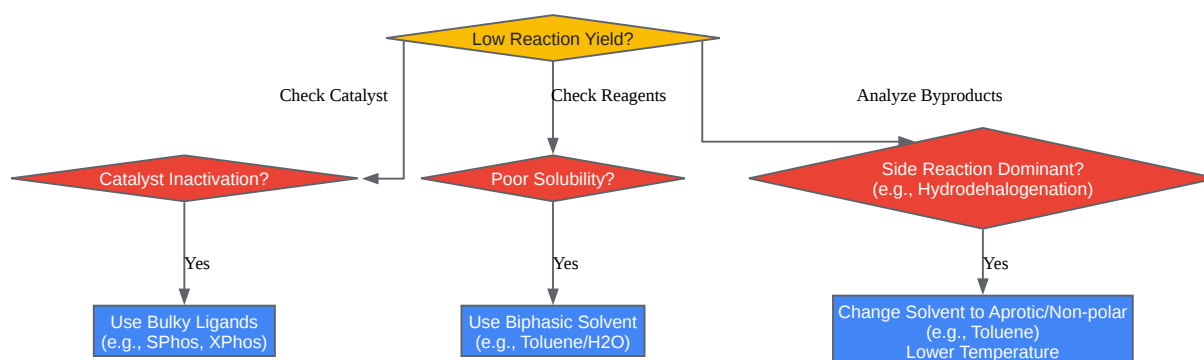 Low Reaction Yield?
Check Catalyst
Check Reagents
Analyze Byproducts
Catalyst Inactivation?
Poor Solubility?
Side Reaction Dominant?
(e.g., Hydrodehalogenation)
Yes
Yes
Yes
Use Bulky Ligands
(e.g., SPhos, XPhos)
Use Biphasic Solvent
(e.g., Toluene/H2O)
Change Solvent to Aprotic/Non-polar
(e.g., Toluene)
Lower Temperature